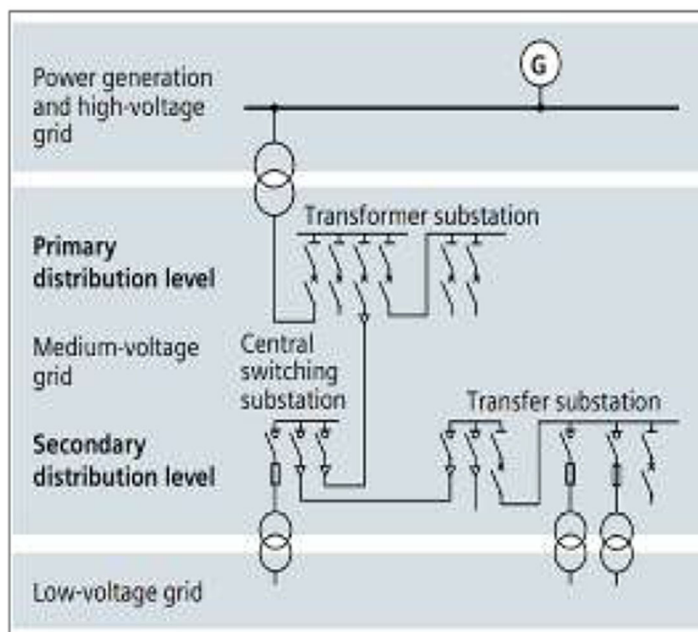 Power generation
and high-voltage
grid
G
Transformer substation
Primary
distribution level
Medium-voltage
grid
Central
switching
substation
Transfer substation
Secondary
distribution level
Low-voltage grid